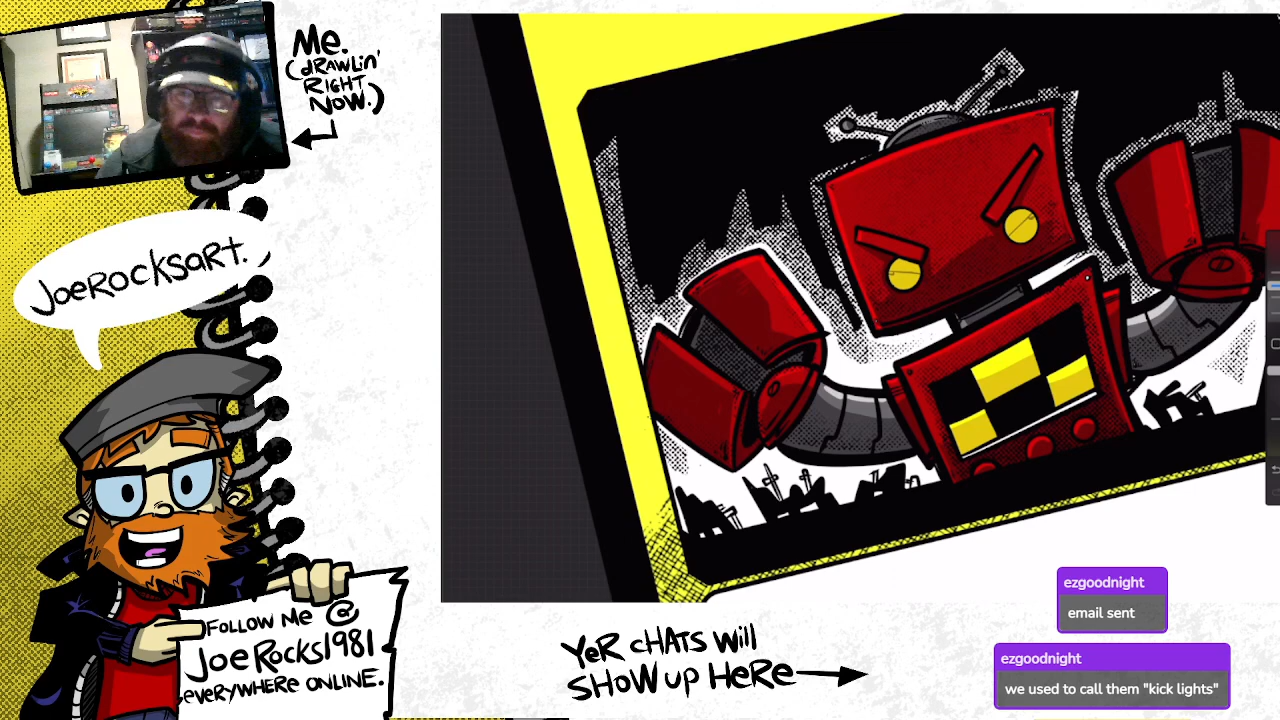 Me.
(DRAWLIN'
RIGHT
NOW.)
JOEROCKSART.
FOLLOW ME @
JoeRocks1981
EVERYWHERE ONLINE.
YER CHATS WILL
SHOW UP HERE
ezgoodnight
email sent
ezgoodnight
we used to call them "kick lights"